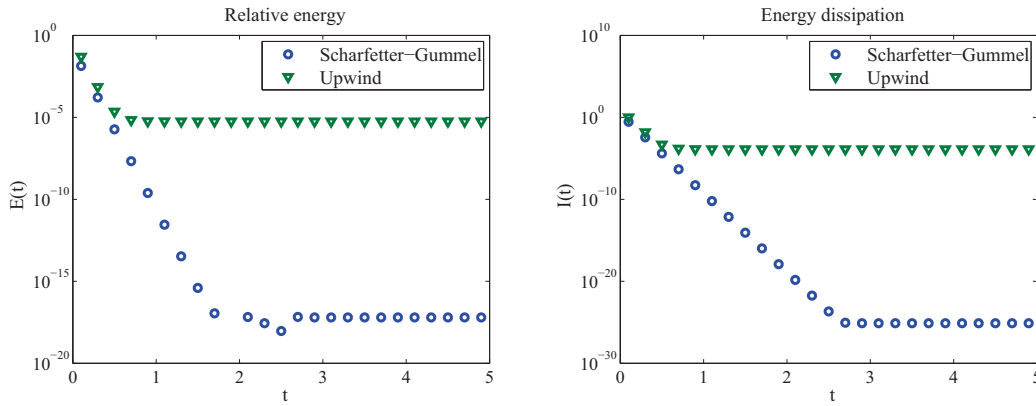 Relative energy
10^0
10^-5
10^-10
10^-15
10^-20
E(t)
0
1
2
3
4
5
t
Scharfetter−Gummel
Upwind
Energy dissipation
10^10
10^0
10^-10
10^-20
10^-30
I(t)
0
1
2
3
4
5
t
Scharfetter−Gummel
Upwind